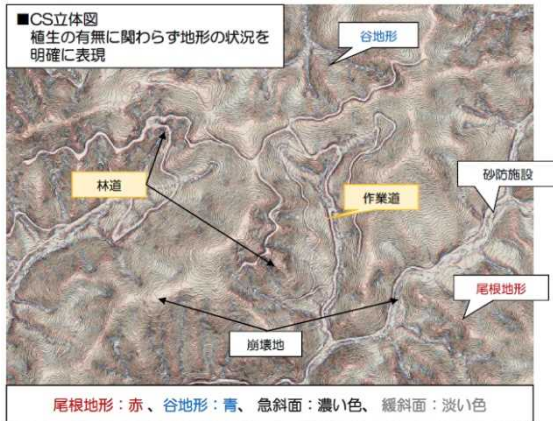 ■CS立体図
植生の有無に関わらず地形の状況を
明確に表現
谷地形
林道
作業道
砂防施設
尾根地形
崩壊地
尾根地形：赤 、谷地形：青、 急斜面：濃い色、 緩斜面：淡い色